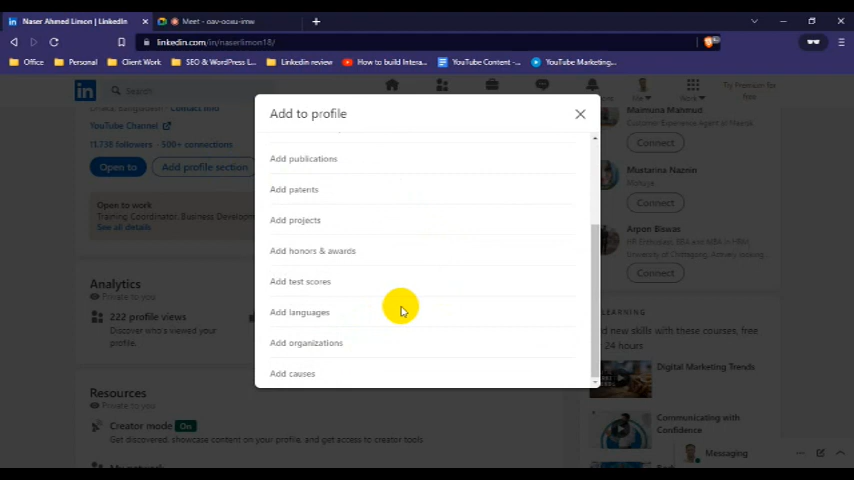 Naser Ahmed Limon | LinkedIn
Meet - oav-ooxu-imw
linkedin.com/in/naserlimon18/
Office
Personal
Client Work
SEO & WordPress L...
Linkedin review
How to build Intera...
YouTube Content -...
YouTube Marketing...
Search
Try Premium for
free
Contact info
YouTube Channel
11,738 followers · 500+ connections
Open to
Add profile section
Open to work
Training Coordinator, Business Developm
See all details
Analytics
Private to you
222 profile views
Discover who's viewed your
profile.
Resources
Private to you
Creator mode On
Get discovered, showcase content on your profile, and get access to creator tools
My network
Add to profile
Add publications
Add patents
Add projects
Add honors & awards
Add test scores
Add languages
Add organizations
Add causes
Maimuna Mahmud
Customer Experience Agent at Maersk
Connect
Connect
Arpon Biswas
Connect
LEARNING
nd new skills with these courses, free
24 hours
Digital Marketing Trends
Communicating with
Confidence
Messaging